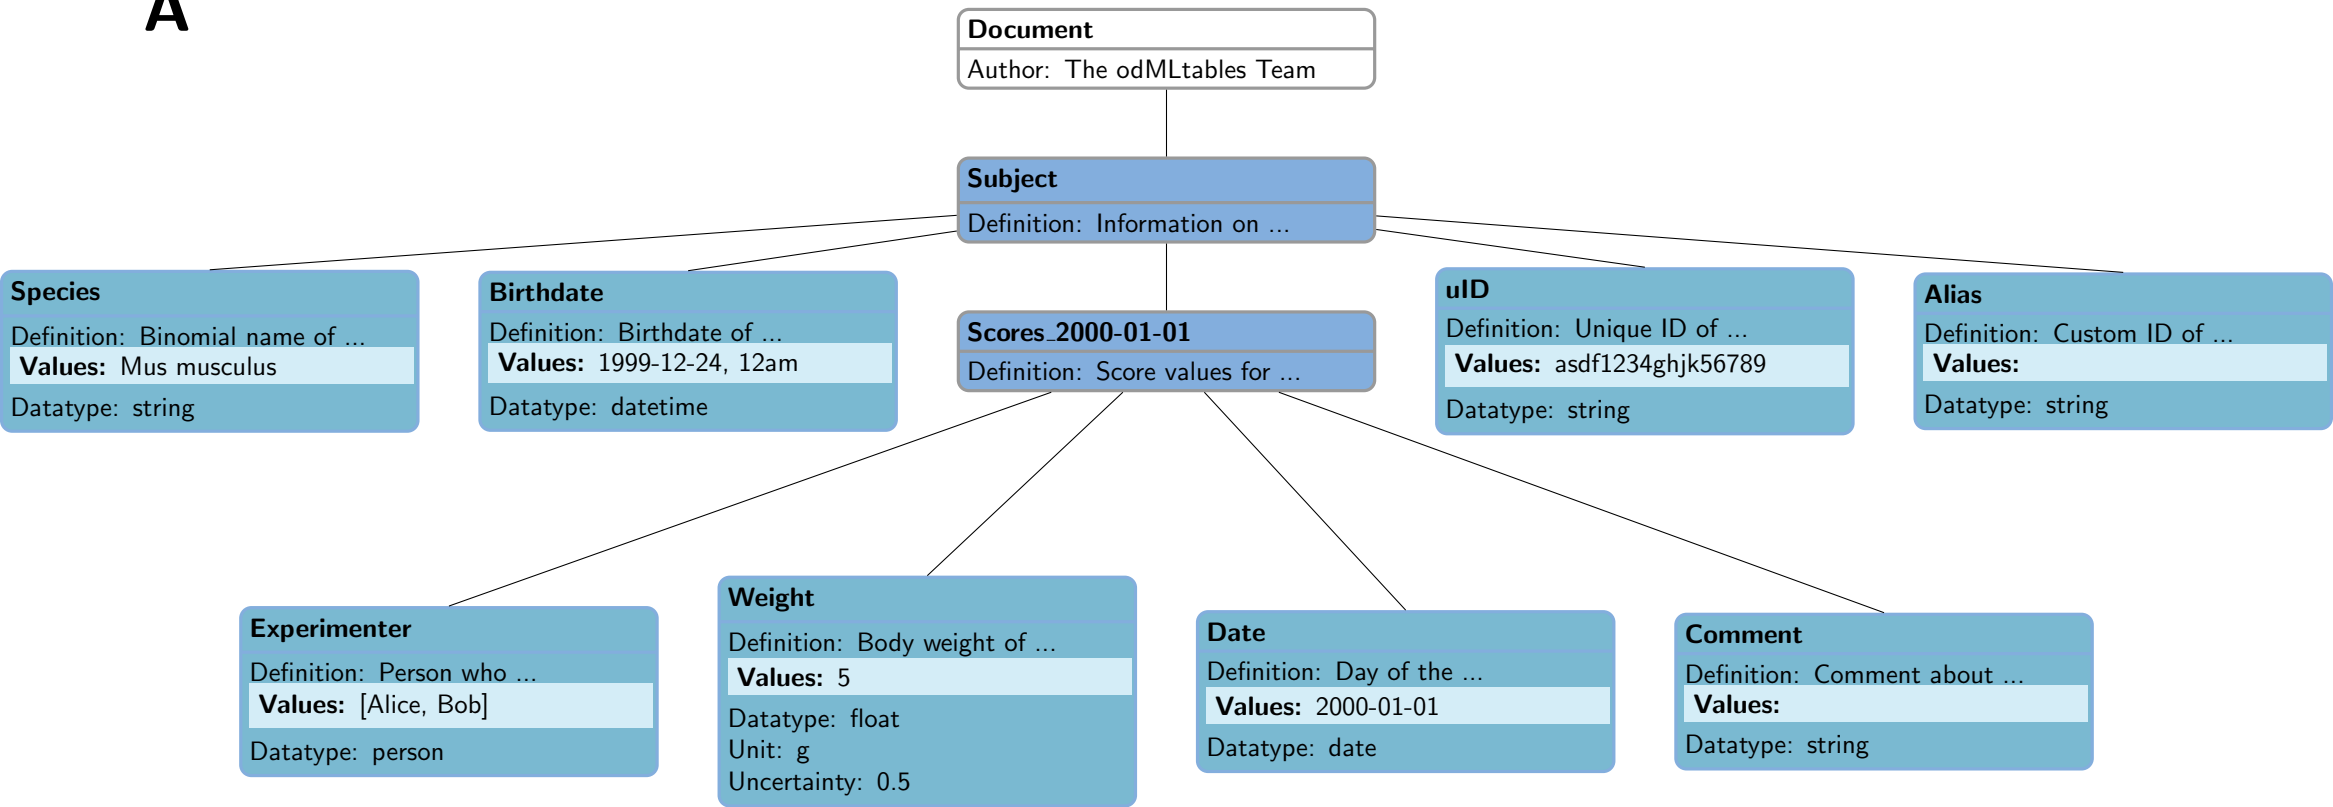 A
Document
Author: The odMLtables Team
Subject
Definition: Information on ...
Species
Definition: Binomial name of ...
Values: Mus musculus
Datatype: string
Birthdate
Definition: Birthdate of ...
Values: 1999-12-24, 12am
Datatype: datetime
Scores_2000-01-01
Definition: Score values for ...
uID
Definition: Unique ID of ...
Values: asdf1234ghjk56789
Datatype: string
Alias
Definition: Custom ID of ...
Values:
Datatype: string
Experimenter
Definition: Person who ...
Values: [Alice, Bob]
Datatype: person
Weight
Definition: Body weight of ...
Values: 5
Datatype: float
Unit: g
Uncertainty: 0.5
Date
Definition: Day of the ...
Values: 2000-01-01
Datatype: date
Comment
Definition: Comment about ...
Values:
Datatype: string